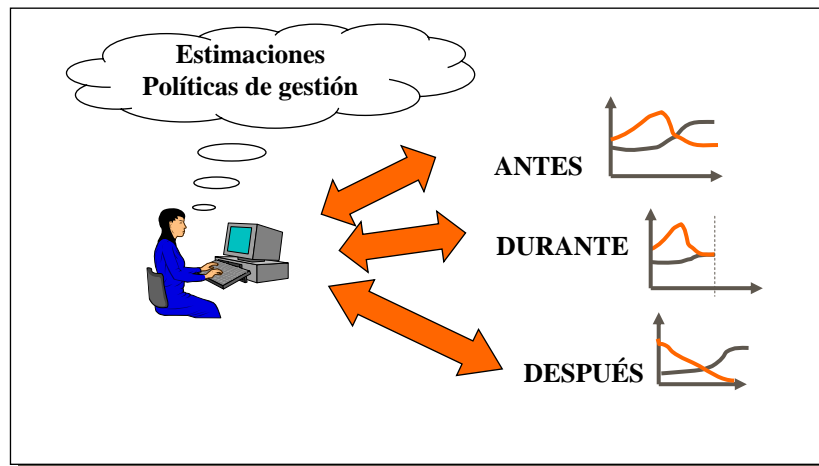 Estimaciones
Políticas de gestión
ANTES
DURANTE
DESPUÉS